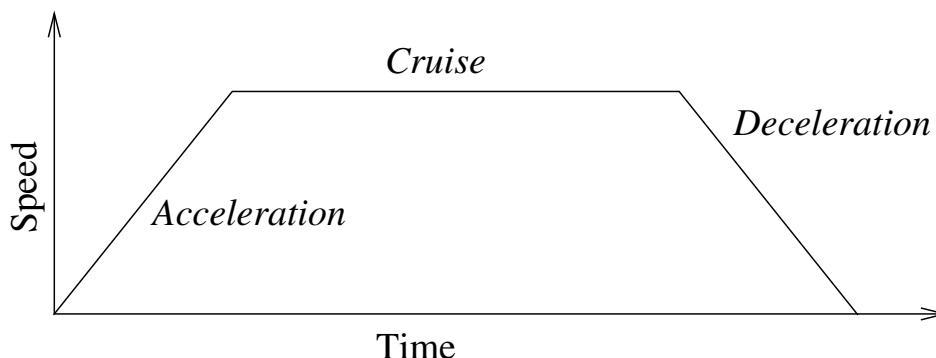 Cruise
Deceleration
Speed
Acceleration
Time